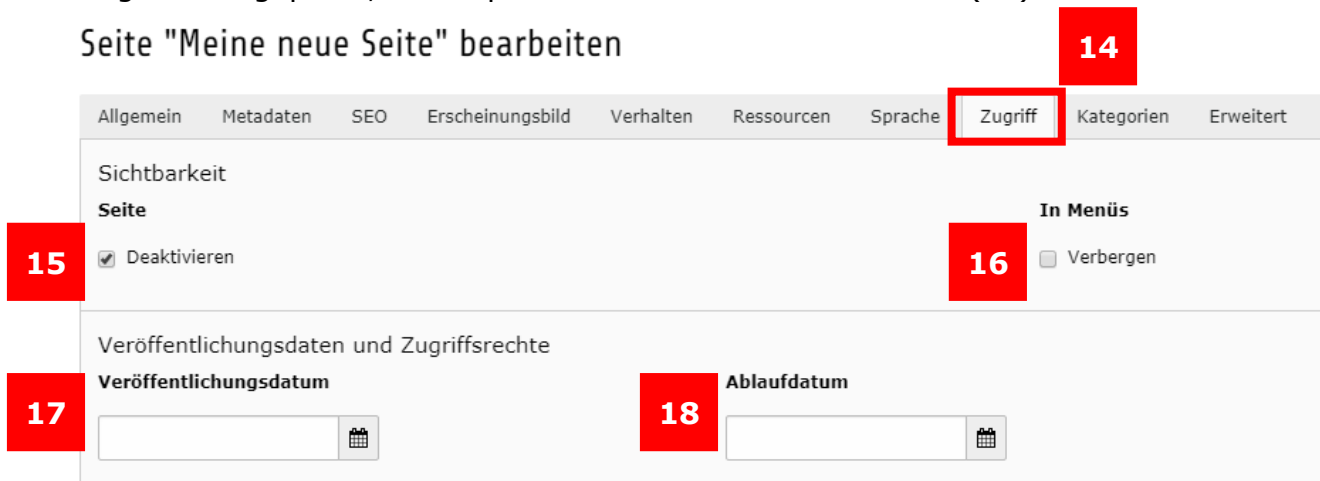 Seite "Meine neue Seite" bearbeiten
14
Allgemein Metadaten SEO Erscheinungsbild Verhalten Ressourcen Sprache Zugriff Kategorien Erweitert
Sichtbarkeit
Seite In Menüs
15 Deaktivieren 16 Verbergen
Veröffentlichungsdaten und Zugriffsrechte
Veröffentlichungsdatum Ablaufdatum
17 18